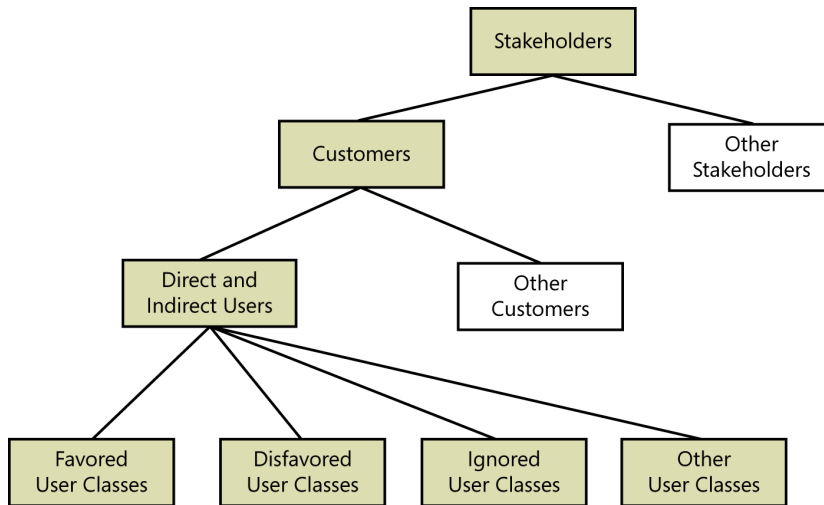 Stakeholders
Customers
Other
Stakeholders
Direct and
Indirect Users
Other
Customers
Favored
User Classes
Disfavored
User Classes
Ignored
User Classes
Other
User Classes